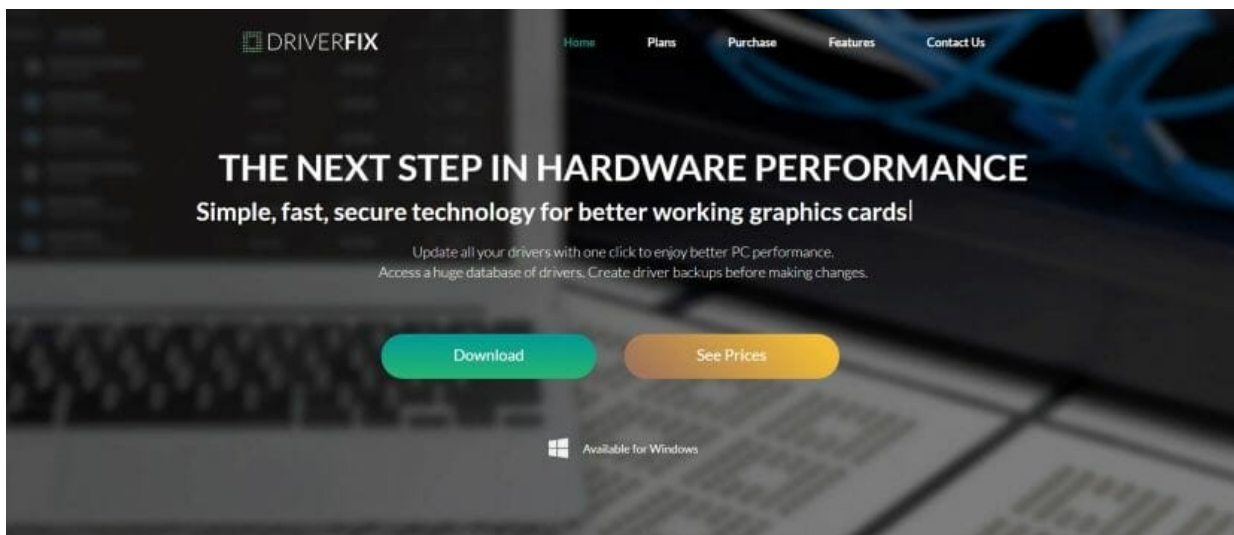 DRIVERFIX
Home Plans Purchase Features Contact Us
THE NEXT STEP IN HARDWARE PERFORMANCE
Simple, fast, secure technology for better working graphics cards
Update all your drivers with one click to enjoy better PC performance.
Access a huge database of drivers. Create driver backups before making changes.
Download See Prices
Available for Windows